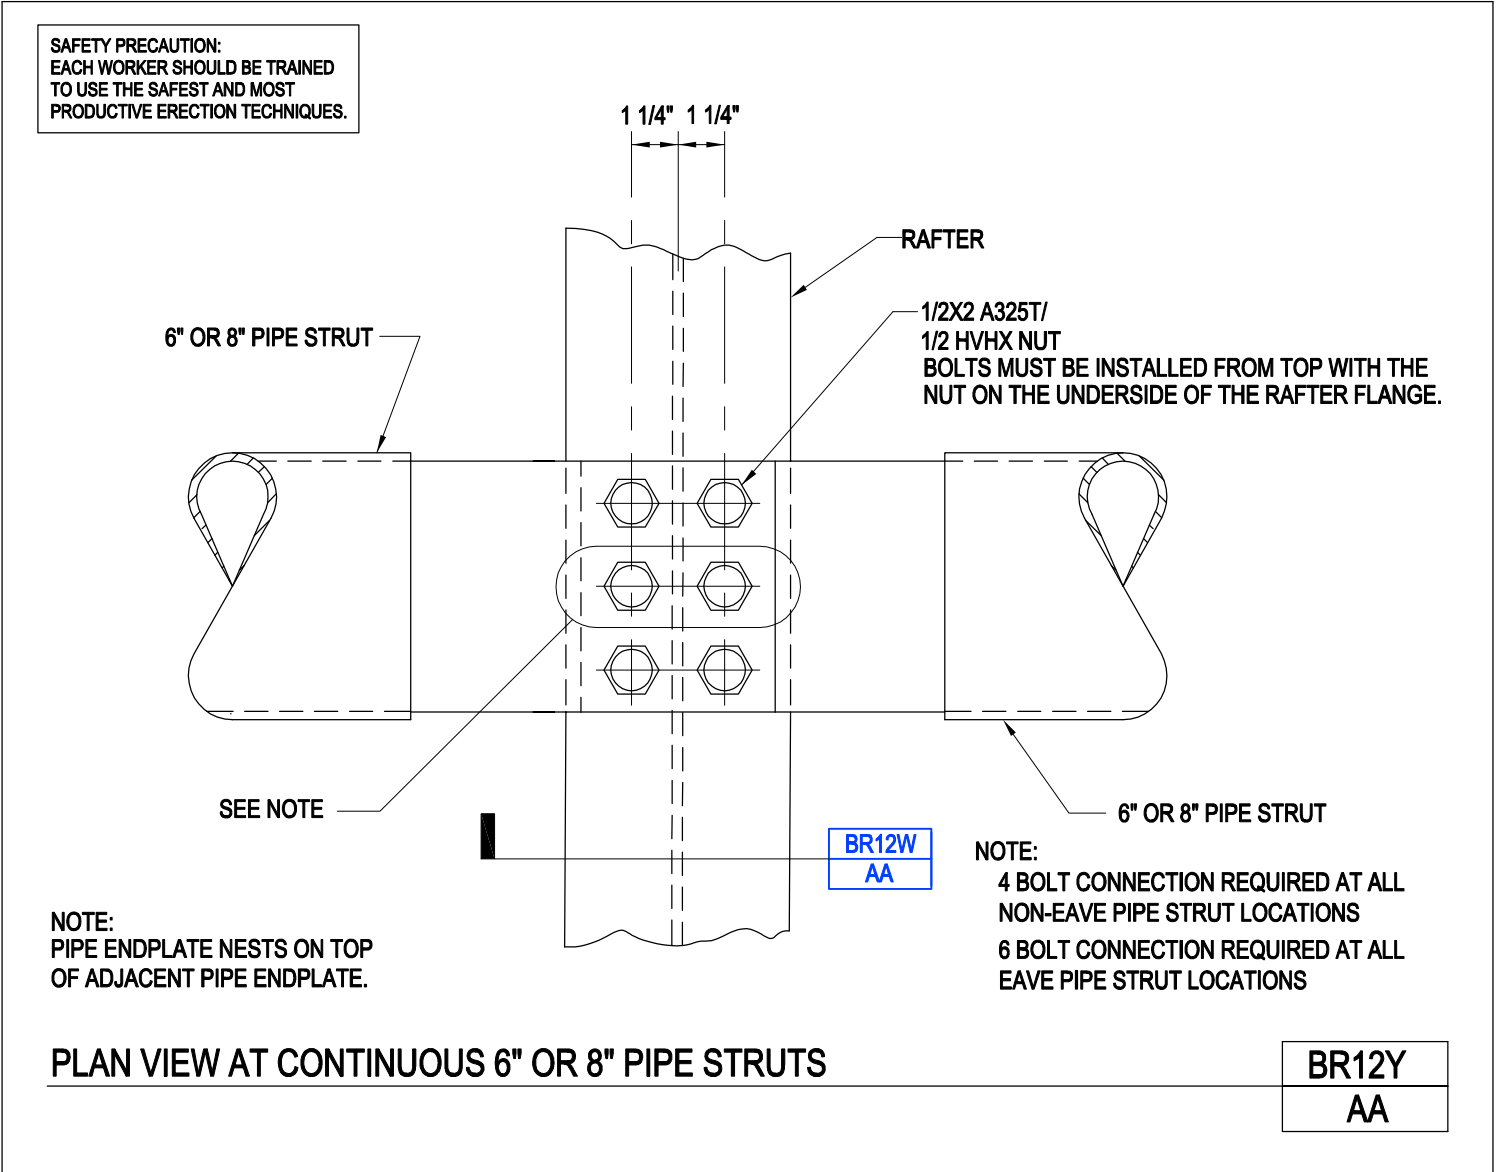 SAFETY PRECAUTION:
EACH WORKER SHOULD BE TRAINED
TO USE THE SAFEST AND MOST
PRODUCTIVE ERECTION TECHNIQUES.
1 1/4" 1 1/4"
RAFTER
1/2X2 A325T/
1/2 HVHX NUT
BOLTS MUST BE INSTALLED FROM TOP WITH THE
NUT ON THE UNDERSIDE OF THE RAFTER FLANGE.
6" OR 8" PIPE STRUT
SEE NOTE
6" OR 8" PIPE STRUT
BR12W
AA
NOTE:
4 BOLT CONNECTION REQUIRED AT ALL
NON-EAVE PIPE STRUT LOCATIONS
6 BOLT CONNECTION REQUIRED AT ALL
EAVE PIPE STRUT LOCATIONS
NOTE:
PIPE ENDPLATE NESTS ON TOP
OF ADJACENT PIPE ENDPLATE.
PLAN VIEW AT CONTINUOUS 6" OR 8" PIPE STRUTS
BR12Y
AA